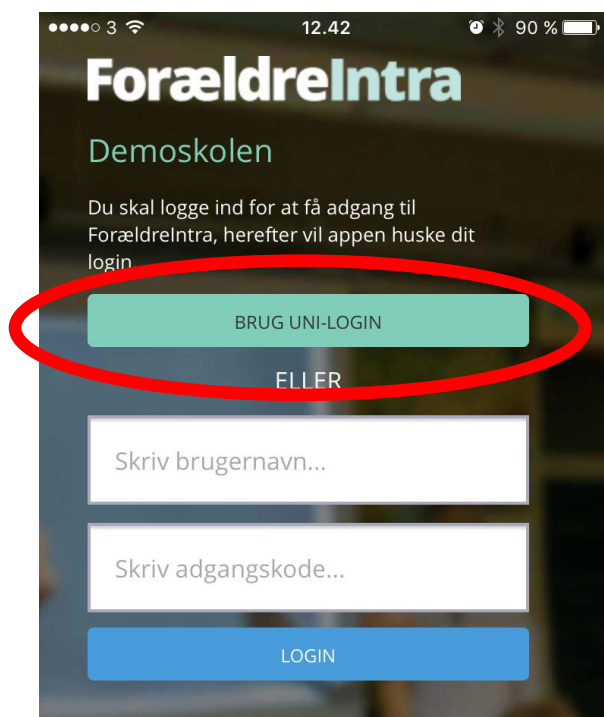 3 12.42 90 %
ForældreIntra
Demoskolen
Du skal logge ind for at få adgang til
ForældreIntra, herefter vil appen huske dit
login.
BRUG UNI-LOGIN
ELLER
Skriv brugernavn...
Skriv adgangskode...
LOGIN